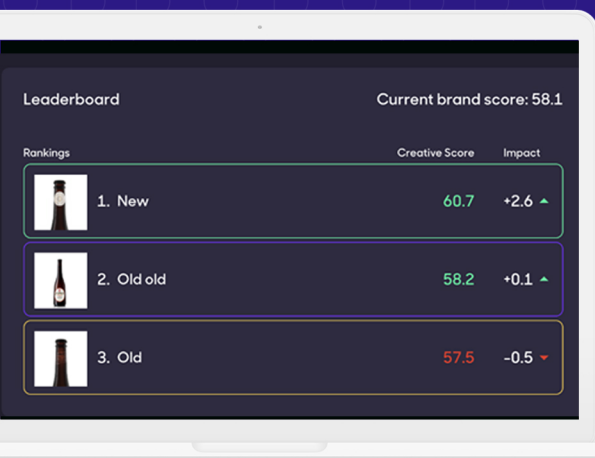 Leaderboard
Current brand score: 58.1
Rankings Creative Score Impact
1. New 60.7 +2.6
2. Old old 58.2 +0.1
3. Old 57.5 -0.5